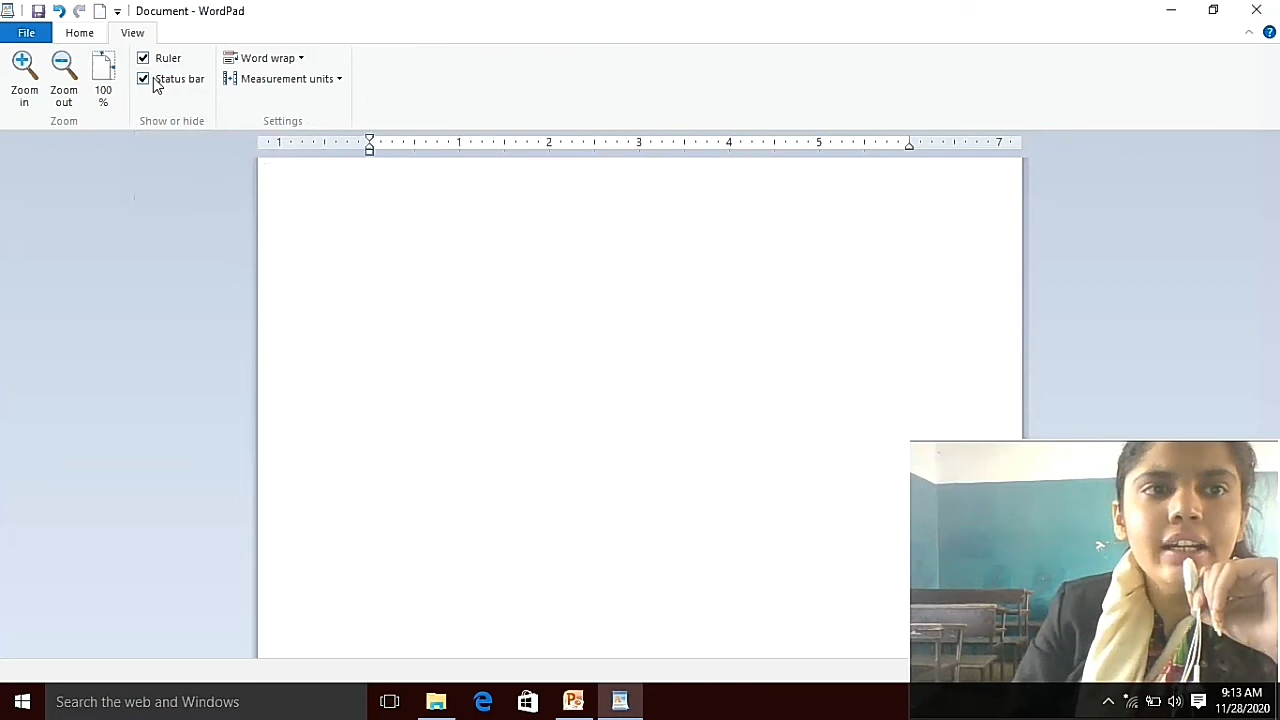 Document - WordPad
File Home View
Ruler Word wrap
Status bar Measurement units
Zoom in Zoom out 100 %
Zoom Show or hide Settings
1 1 2 3 4 5 7
Search the web and Windows
9:13 AM
11/28/2020